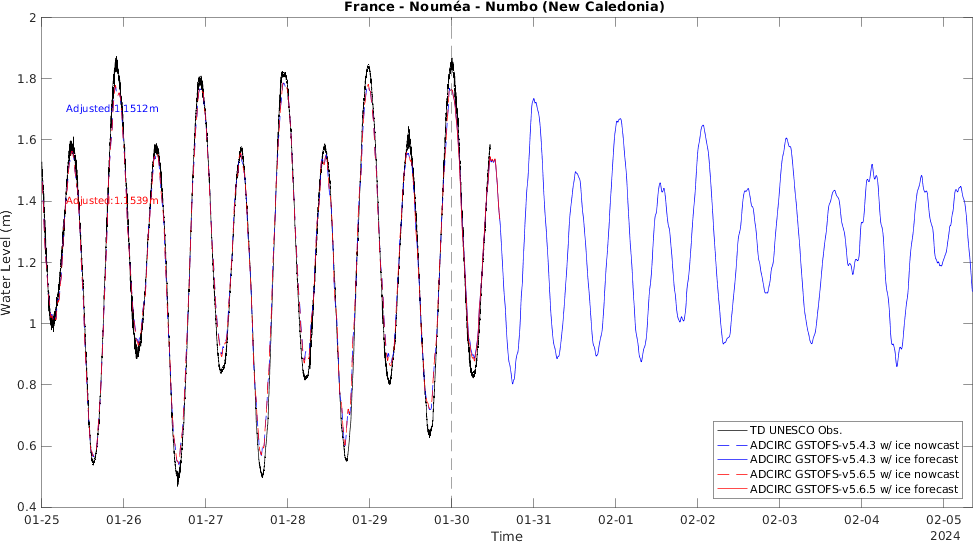 France - Nouméa - Numbo (New Caledonia)
2
1.8
1.6
1.4
1.2
1
0.8
0.6
0.4
Water Level (m)
Adjusted:1.1512m
Adjusted:1.1539m
TD UNESCO Obs.
ADCIRC GSTOFS-v5.4.3 w/ ice nowcast
ADCIRC GSTOFS-v5.4.3 w/ ice forecast
ADCIRC GSTOFS-v5.6.5 w/ ice nowcast
ADCIRC GSTOFS-v5.6.5 w/ ice forecast
01-25 01-26 01-27 01-28 01-29 01-30 01-31 02-01 02-02 02-03 02-04 02-05
Time
2024